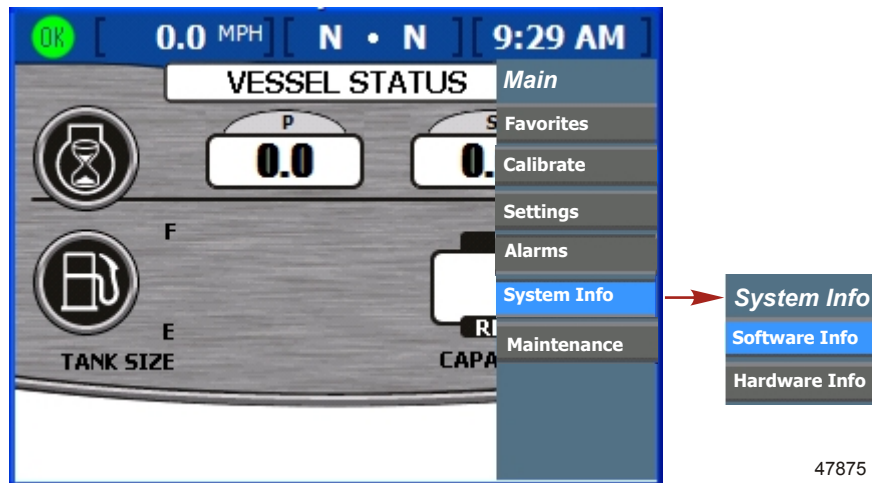 OK [ 0.0 MPH ] [ N • N ] [ 9:29 AM ]
VESSEL STATUS
P
S
0.0
0.
F
E
TANK SIZE
Main
Favorites
Calibrate
Settings
Alarms
System Info
Maintenance
System Info
Software Info
Hardware Info
47875